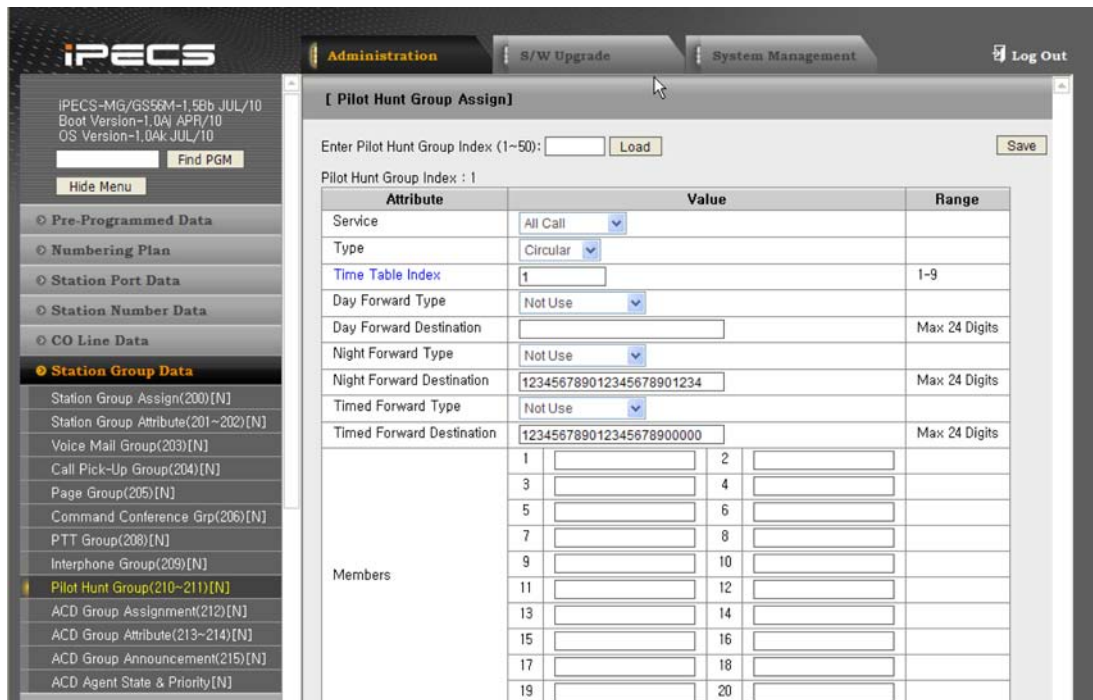 iPECS
Administration
S/W Upgrade
System Management
Log Out
iPECS-MG/GS56M-1,5Bb JUL/10
Boot Version-1,0Aj APR/10
OS Version-1,0Ak JUL/10
Find PGM
Hide Menu
Pre-Programmed Data
Numbering Plan
Station Port Data
Station Number Data
CO Line Data
Station Group Data
Station Group Assign(200)[N]
Station Group Attribute(201~202)[N]
Voice Mail Group(203)[N]
Call Pick-Up Group(204)[N]
Page Group(205)[N]
Command Conference Grp(206)[N]
PTT Group(208)[N]
Interphone Group(209)[N]
Pilot Hunt Group(210~211)[N]
ACD Group Assignment(212)[N]
ACD Group Attribute(213~214)[N]
ACD Group Announcement(215)[N]
ACD Agent State & Priority[N]
[ Pilot Hunt Group Assign]
Enter Pilot Hunt Group Index (1~50): Load Save
Pilot Hunt Group Index : 1
Attribute Value Range
Service All Call
Type Circular
Time Table Index 1 1-9
Day Forward Type Not Use
Day Forward Destination Max 24 Digits
Night Forward Type Not Use
Night Forward Destination 123456789012345678901234 Max 24 Digits
Timed Forward Type Not Use
Timed Forward Destination 123456789012345678900000 Max 24 Digits
Members
1 2
3 4
5 6
7 8
9 10
11 12
13 14
15 16
17 18
19 20